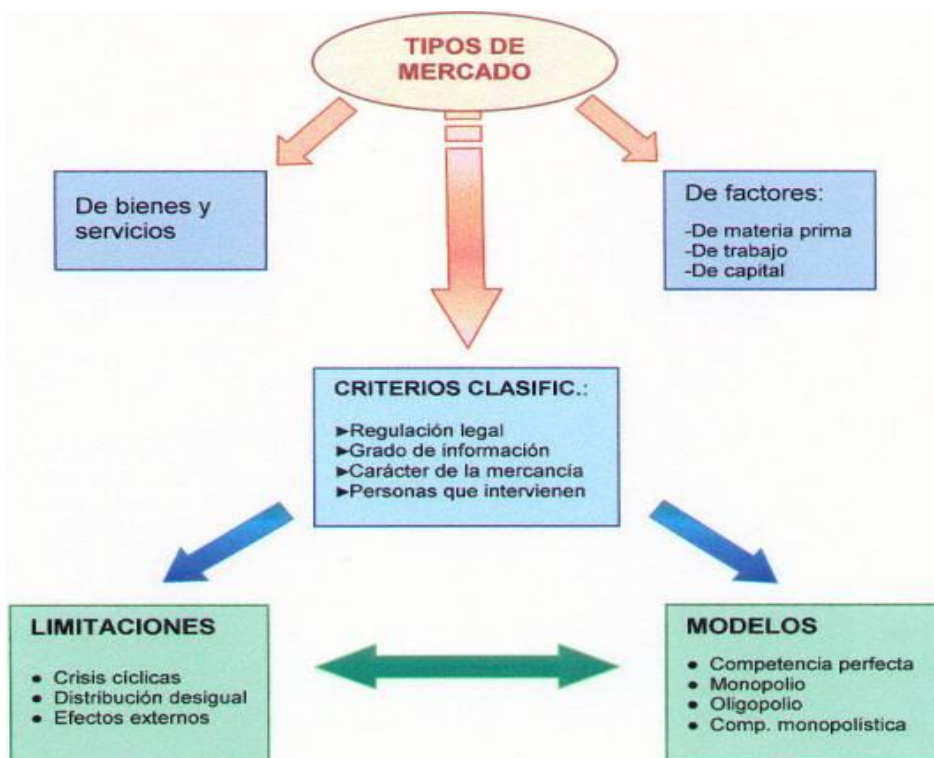 TIPOS DE
MERCADO
De bienes y
servicios
De factores:
-De materia prima
-De trabajo
-De capital
CRITERIOS CLASIFIC.:
►Regulación legal
►Grado de información
►Carácter de la mercancía
►Personas que intervienen
LIMITACIONES
● Crisis cíclicas
● Distribución desigual
● Efectos externos
MODELOS
● Competencia perfecta
● Monopolio
● Oligopolio
● Comp. monopolística